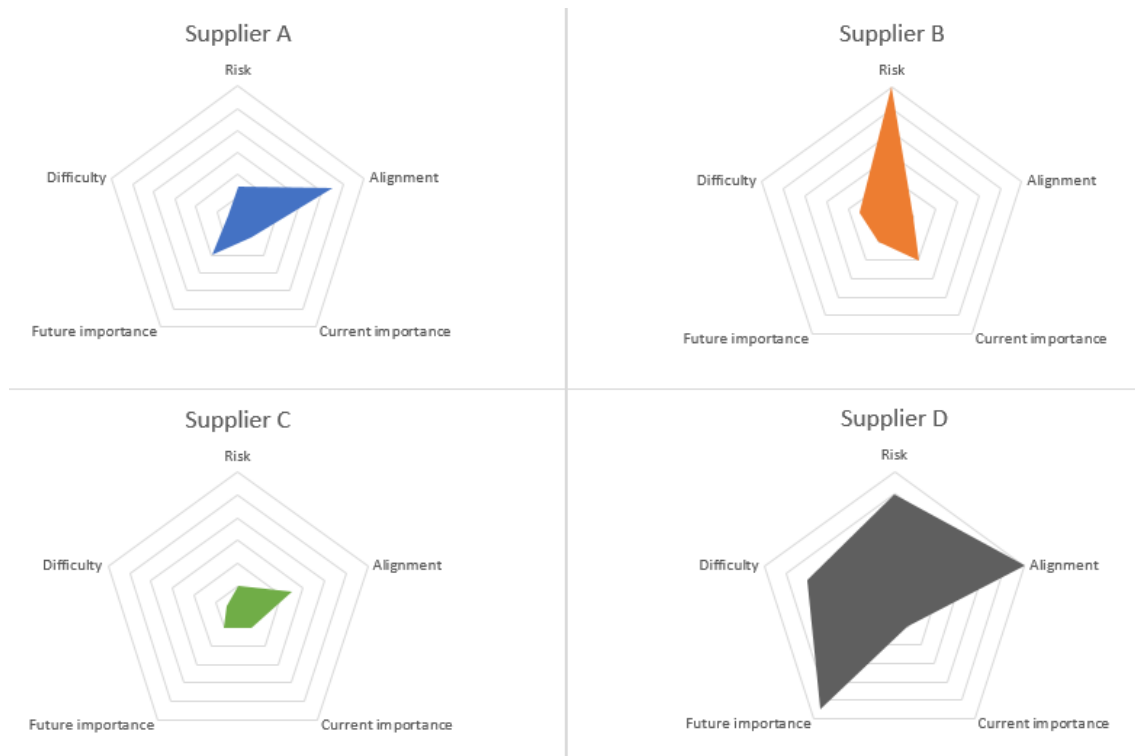 Supplier A
Risk
Difficulty
Alignment
Future importance
Current importance
Supplier B
Risk
Difficulty
Alignment
Future importance
Current importance
Supplier C
Risk
Difficulty
Alignment
Future importance
Current importance
Supplier D
Risk
Difficulty
Alignment
Future importance
Current importance